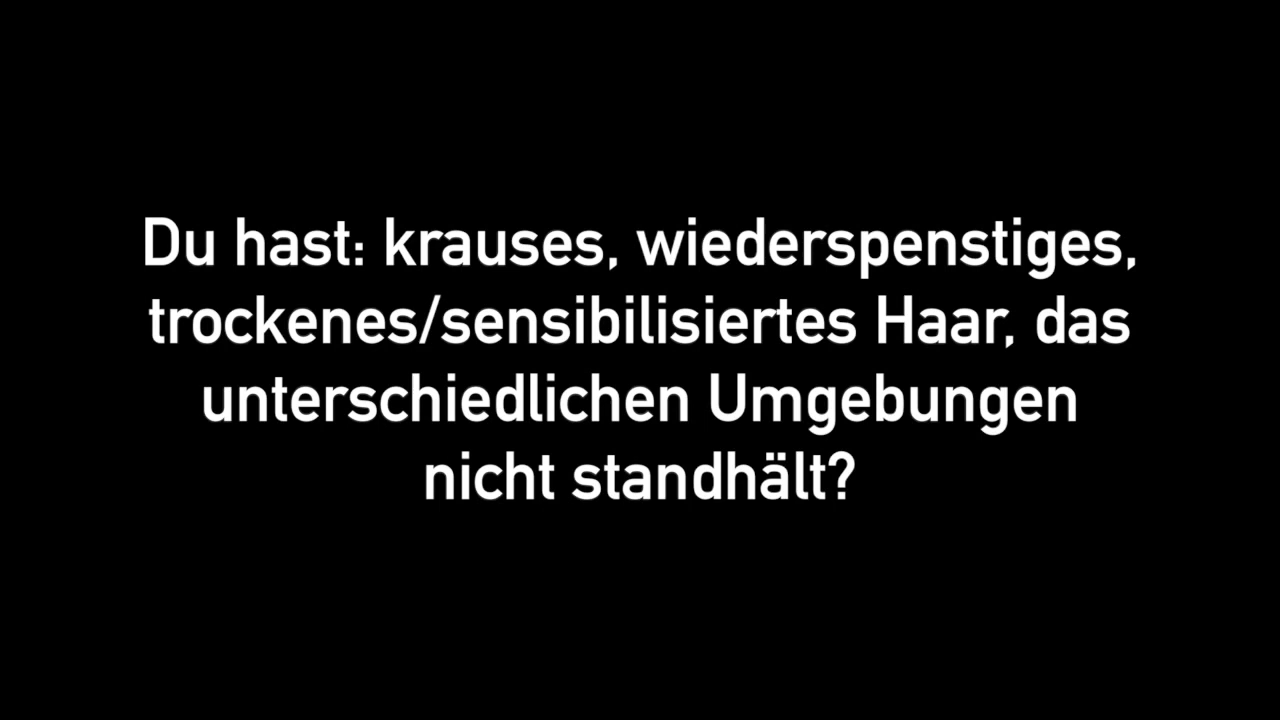 Du hast: krauses, wiederspenstiges,
trockenes/sensibilisiertes Haar, das
unterschiedlichen Umgebungen
nicht standhält?